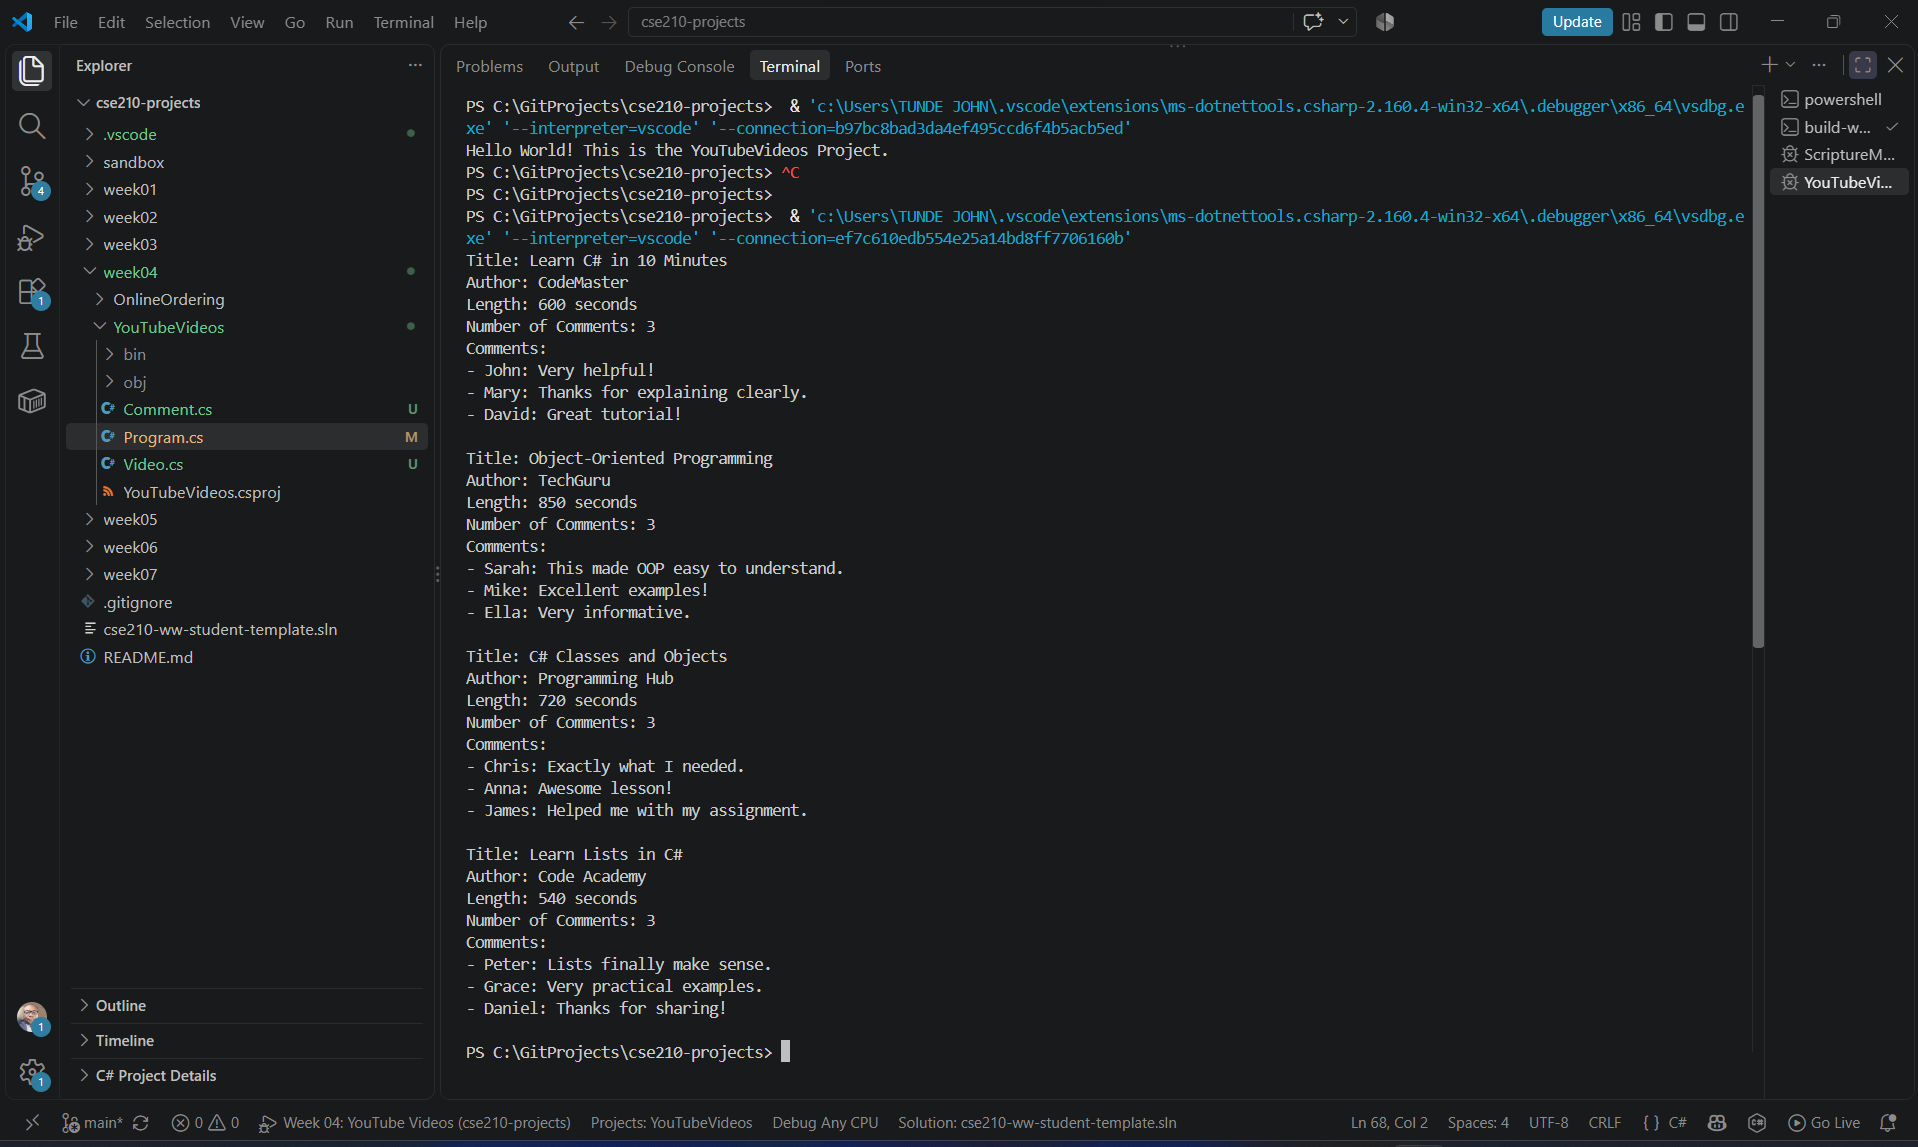 File Edit Selection View Go Run Terminal Help
cse210-projects
Update
Explorer
cse210-projects
.vscode
sandbox
week01
week02
week03
week04
OnlineOrdering
YouTubeVideos
bin
obj
C# Comment.cs U
C# Program.cs M
C# Video.cs U
YouTubeVideos.csproj
week05
week06
week07
.gitignore
cse210-ww-student-template.sln
README.md
Outline
Timeline
C# Project Details
4
1
1
1
Problems Output Debug Console Terminal Ports
PS C:\GitProjects\cse210-projects>  & 'c:\Users\TUNDE JOHN\.vscode\extensions\ms-dotnettools.csharp-2.160.4-win32-x64\.debugger\x86_64\vsdbg.e
xe' '--interpreter=vscode' '--connection=b97bc8bad3da4ef495ccd6f4b5acb5ed'
Hello World! This is the YouTubeVideos Project.
PS C:\GitProjects\cse210-projects> ^C
PS C:\GitProjects\cse210-projects>
PS C:\GitProjects\cse210-projects>  & 'c:\Users\TUNDE JOHN\.vscode\extensions\ms-dotnettools.csharp-2.160.4-win32-x64\.debugger\x86_64\vsdbg.e
xe' '--interpreter=vscode' '--connection=ef7c610edb554e25a14bd8ff7706160b'
Title: Learn C# in 10 Minutes
Author: CodeMaster
Length: 600 seconds
Number of Comments: 3
Comments:
- John: Very helpful!
- Mary: Thanks for explaining clearly.
- David: Great tutorial!
Title: Object-Oriented Programming
Author: TechGuru
Length: 850 seconds
Number of Comments: 3
Comments:
- Sarah: This made OOP easy to understand.
- Mike: Excellent examples!
- Ella: Very informative.
Title: C# Classes and Objects
Author: Programming Hub
Length: 720 seconds
Number of Comments: 3
Comments:
- Chris: Exactly what I needed.
- Anna: Awesome lesson!
- James: Helped me with my assignment.
Title: Learn Lists in C#
Author: Code Academy
Length: 540 seconds
Number of Comments: 3
Comments:
- Peter: Lists finally make sense.
- Grace: Very practical examples.
- Daniel: Thanks for sharing!
PS C:\GitProjects\cse210-projects>
powershell
build-w...
ScriptureM...
YouTubeVi...
main* 0 0 Week 04: YouTube Videos (cse210-projects) Projects: YouTubeVideos Debug Any CPU Solution: cse210-ww-student-template.sln Ln 68, Col 2 Spaces: 4 UTF-8 CRLF { } C# Go Live